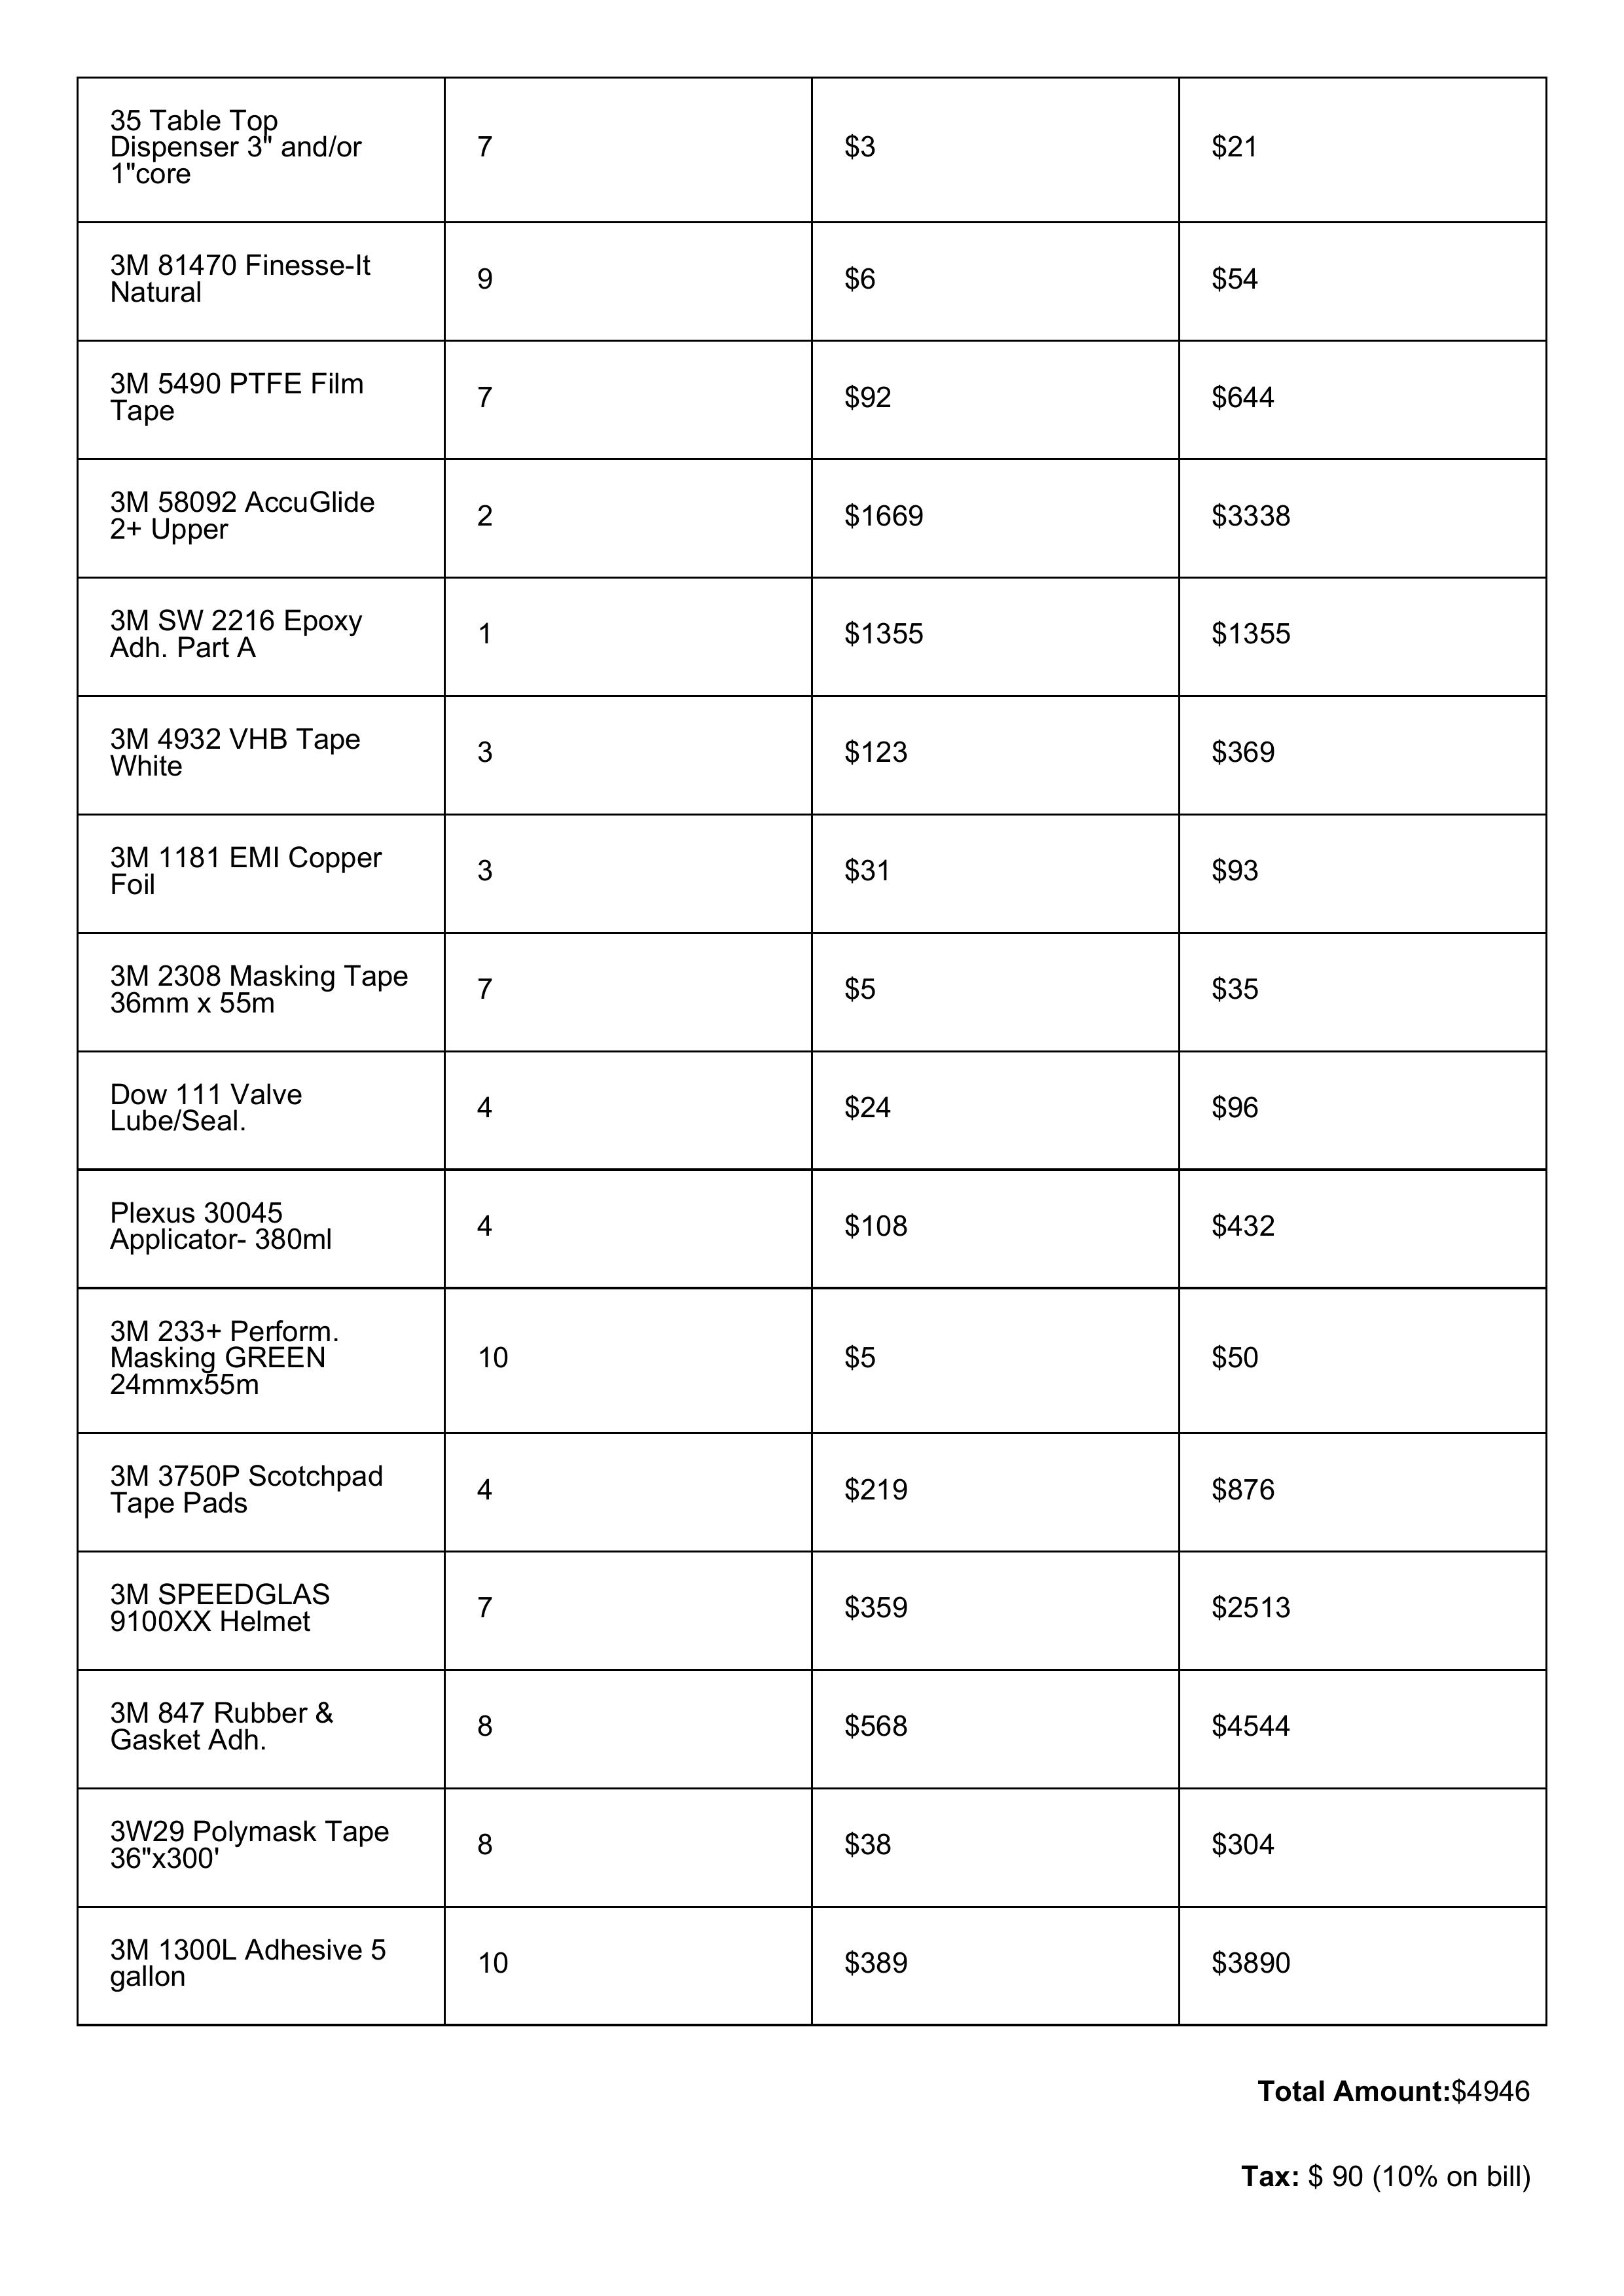 35 Table Top
Dispenser 3" and/or
1"core
7
$3
$21
3M 81470 Finesse-It
Natural
9
$6
$54
3M 5490 PTFE Film
Tape
7
$92
$644
3M 58092 AccuGlide
2+ Upper
2
$1669
$3338
3M SW 2216 Epoxy
Adh. Part A
1
$1355
$1355
3M 4932 VHB Tape
White
3
$123
$369
3M 1181 EMI Copper
Foil
3
$31
$93
3M 2308 Masking Tape
36mm x 55m
7
$5
$35
Dow 111 Valve
Lube/Seal.
4
$24
$96
Plexus 30045
Applicator- 380ml
4
$108
$432
3M 233+ Perform.
Masking GREEN
24mmx55m
10
$5
$50
3M 3750P Scotchpad
Tape Pads
4
$219
$876
3M SPEEDGLAS
9100XX Helmet
7
$359
$2513
3M 847 Rubber &
Gasket Adh.
8
$568
$4544
3W29 Polymask Tape
36"x300'
8
$38
$304
3M 1300L Adhesive 5
gallon
10
$389
$3890
Total Amount:$4946
Tax: $ 90 (10% on bill)